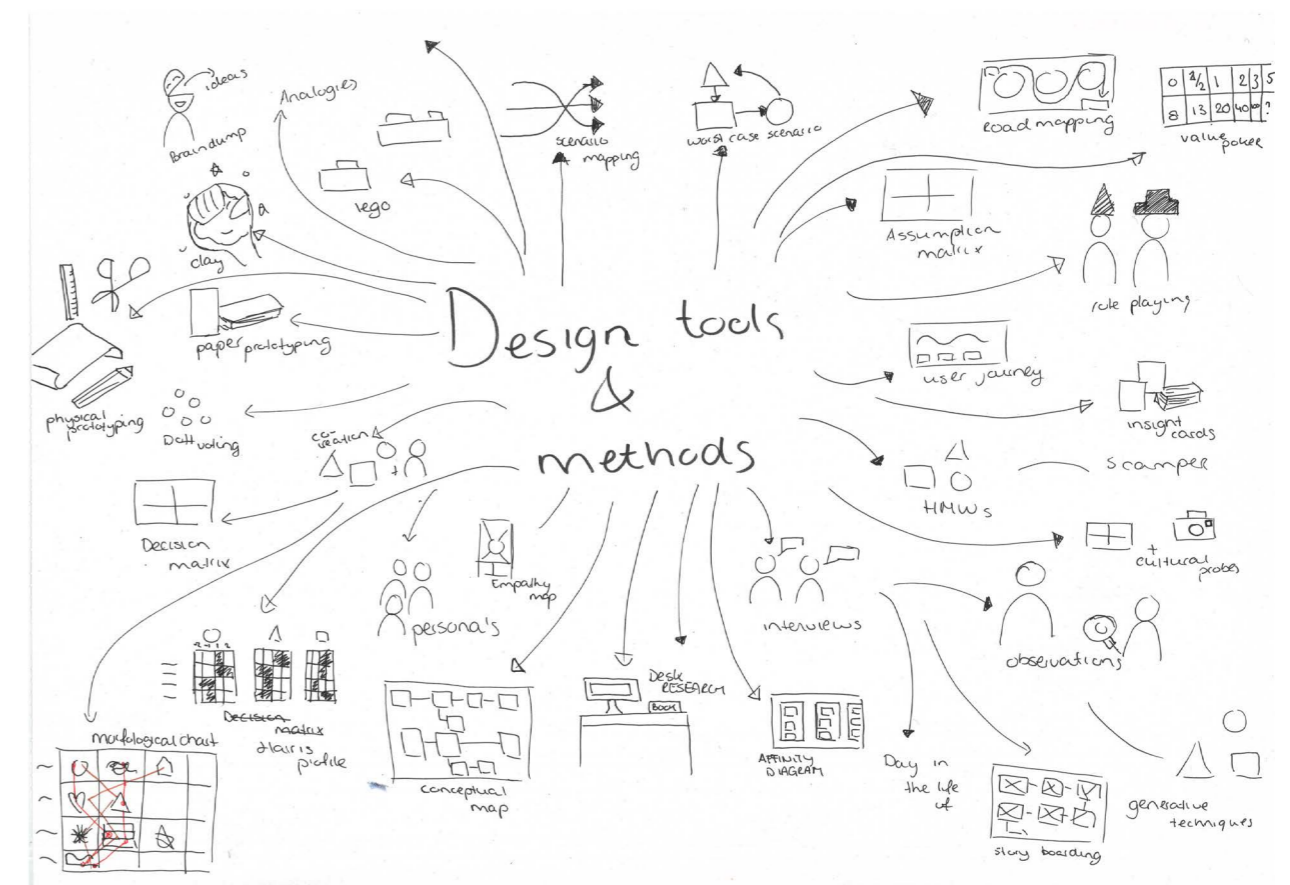 Design tools
&
methods
ideas
Braindump
Analogies
lego
clay
scenario
mapping
worst case scenario
Road mapping
0 1/2 1 2 3 5
8 13 20 40 ∞ ?
value
poker
Assumption
matrix
role playing
user journey
insight
cards
HMWs
scamper
+
cultural
probes
observations
generative
techniques
interviews
story boarding
Day in
the life
of
AFFINITY
DIAGRAM
DESK
RESEARCH
BOOK
conceptual
map
Empathy
map
persona's
co-
creation
+
physical
prototyping
paper prototyping
Dott voting
Decision
matrix
Decision
matrix
Harris
profile
morfological chart